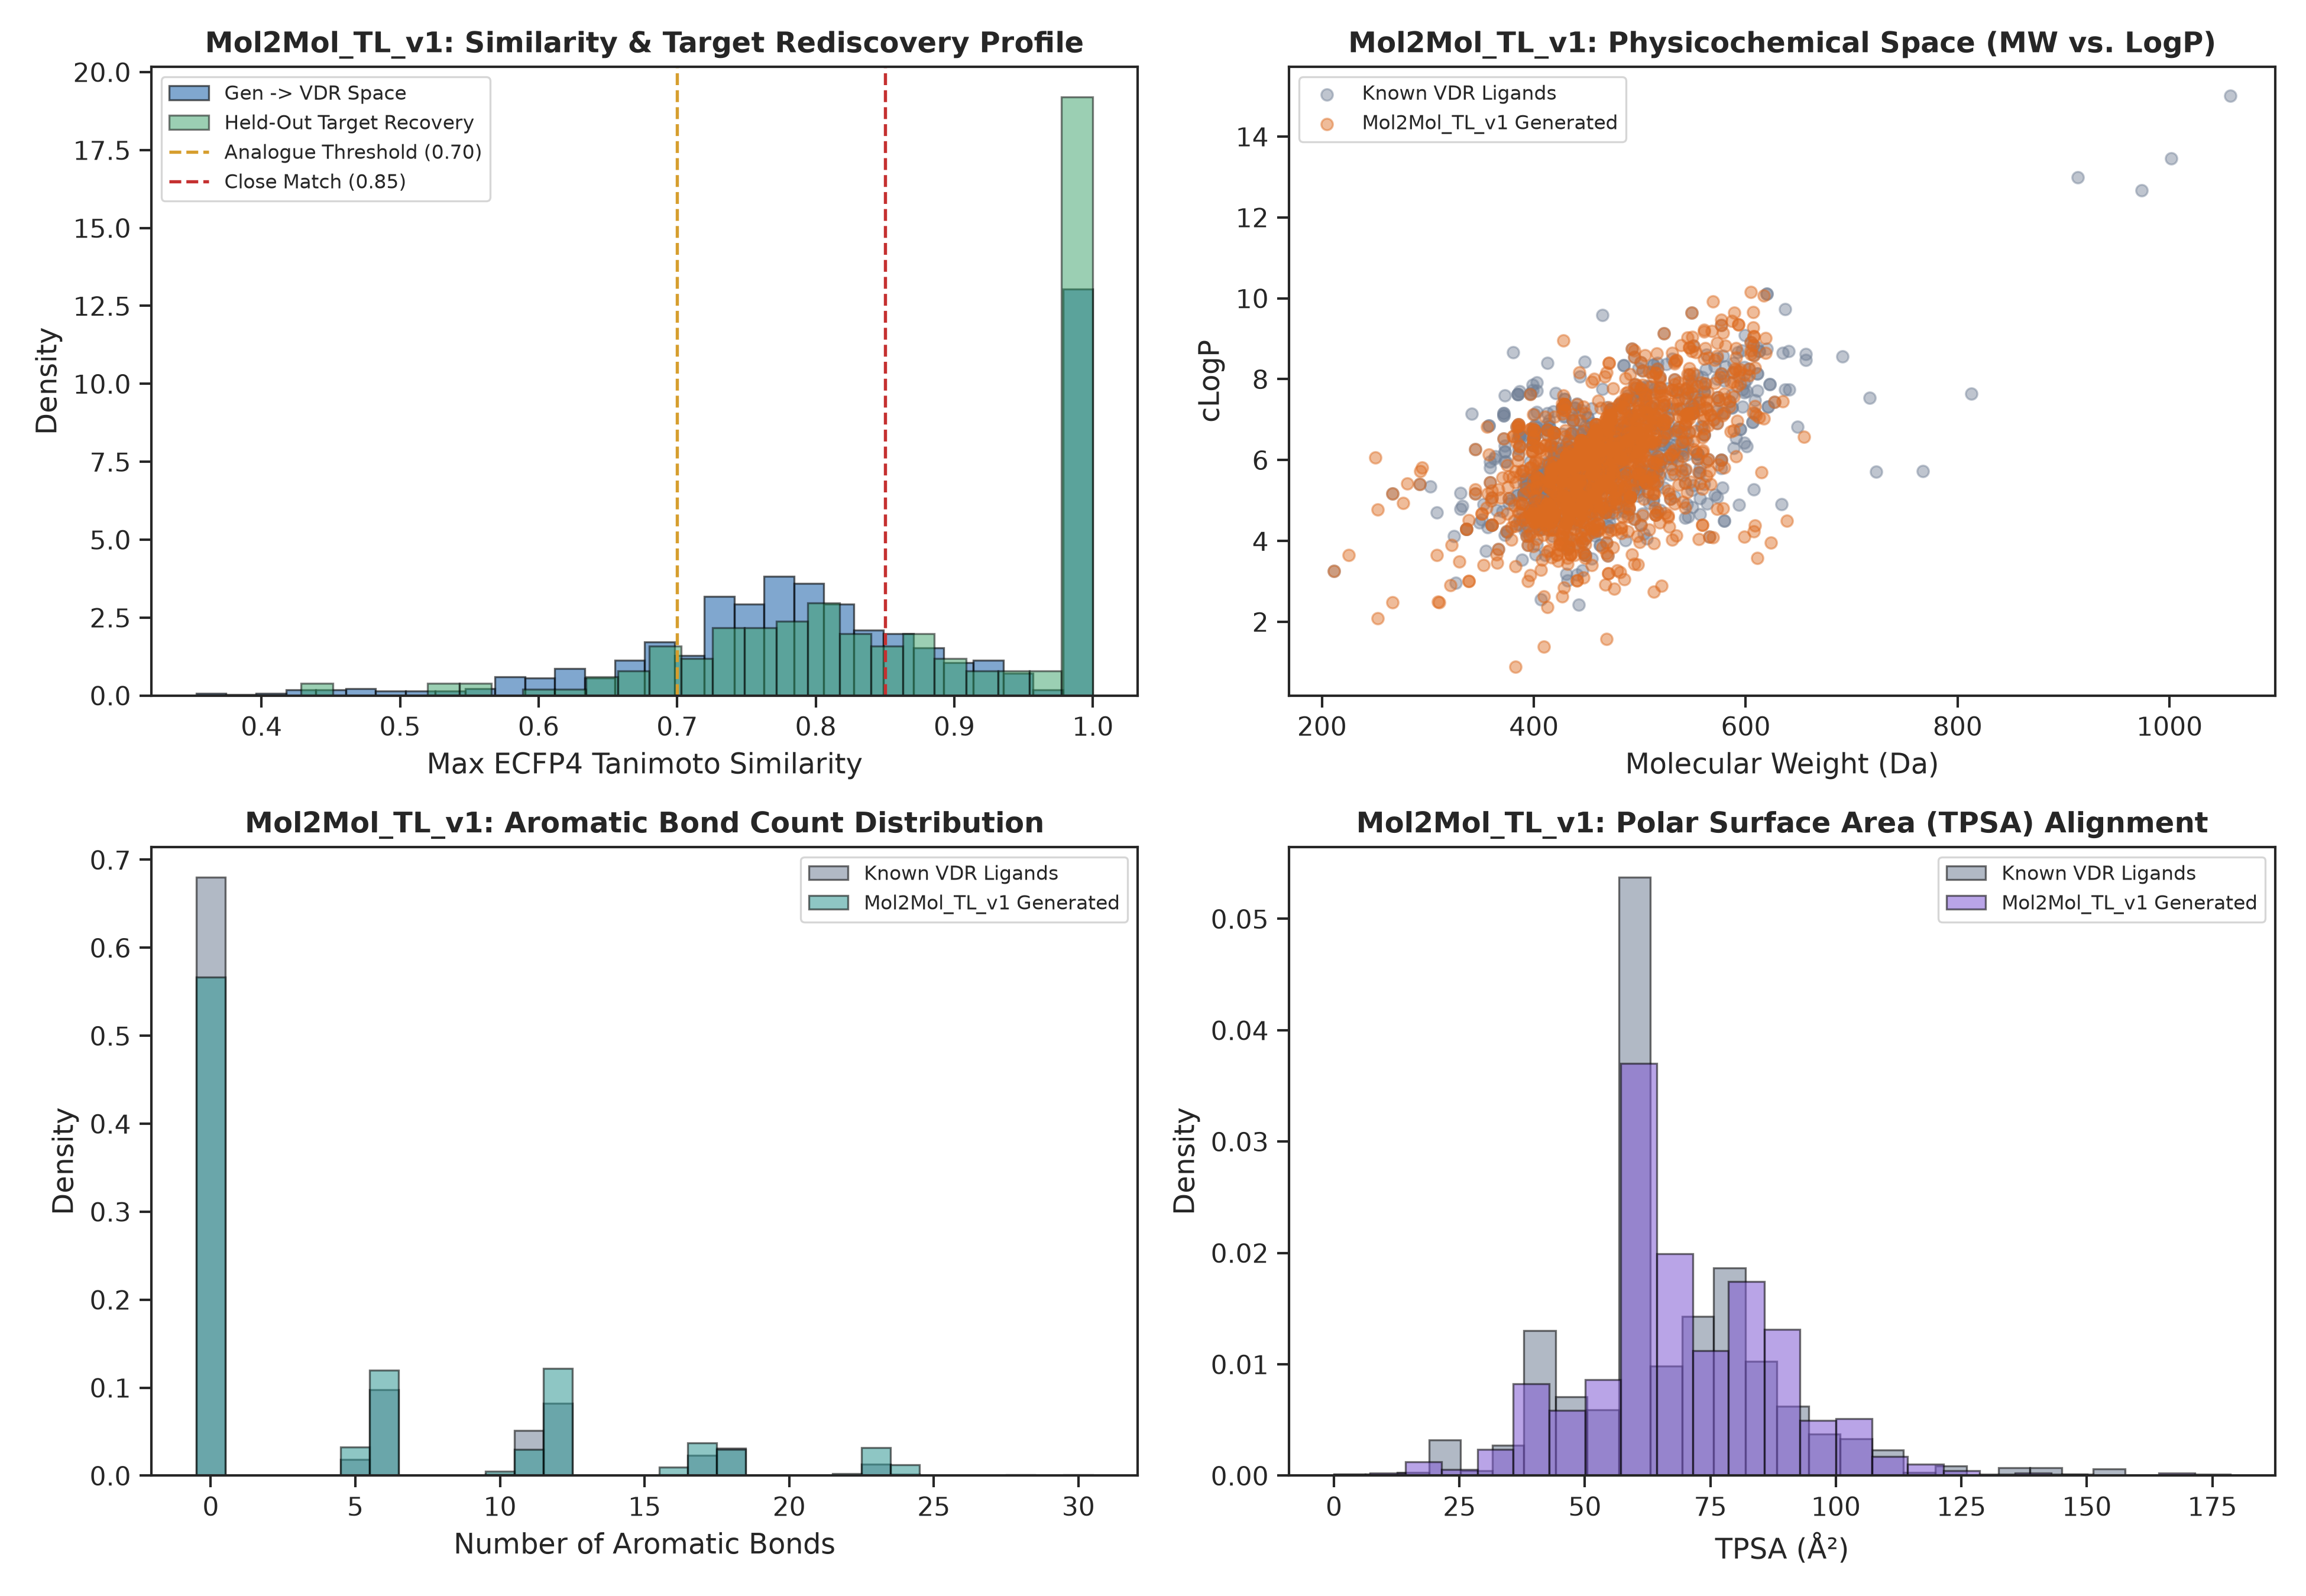 Mol2Mol_TL_v1: Similarity & Target Rediscovery Profile
Gen -> VDR Space
Held-Out Target Recovery
Analogue Threshold (0.70)
Close Match (0.85)
Density
20.0
17.5
15.0
12.5
10.0
7.5
5.0
2.5
0.0
0.4 0.5 0.6 0.7 0.8 0.9 1.0
Max ECFP4 Tanimoto Similarity
Mol2Mol_TL_v1: Physicochemical Space (MW vs. LogP)
Known VDR Ligands
Mol2Mol_TL_v1 Generated
cLogP
14
12
10
8
6
4
2
200 400 600 800 1000
Molecular Weight (Da)
Mol2Mol_TL_v1: Aromatic Bond Count Distribution
Known VDR Ligands
Mol2Mol_TL_v1 Generated
Density
0.7
0.6
0.5
0.4
0.3
0.2
0.1
0.0
0 5 10 15 20 25 30
Number of Aromatic Bonds
Mol2Mol_TL_v1: Polar Surface Area (TPSA) Alignment
Known VDR Ligands
Mol2Mol_TL_v1 Generated
Density
0.05
0.04
0.03
0.02
0.01
0.00
0 25 50 75 100 125 150 175
TPSA (Å²)